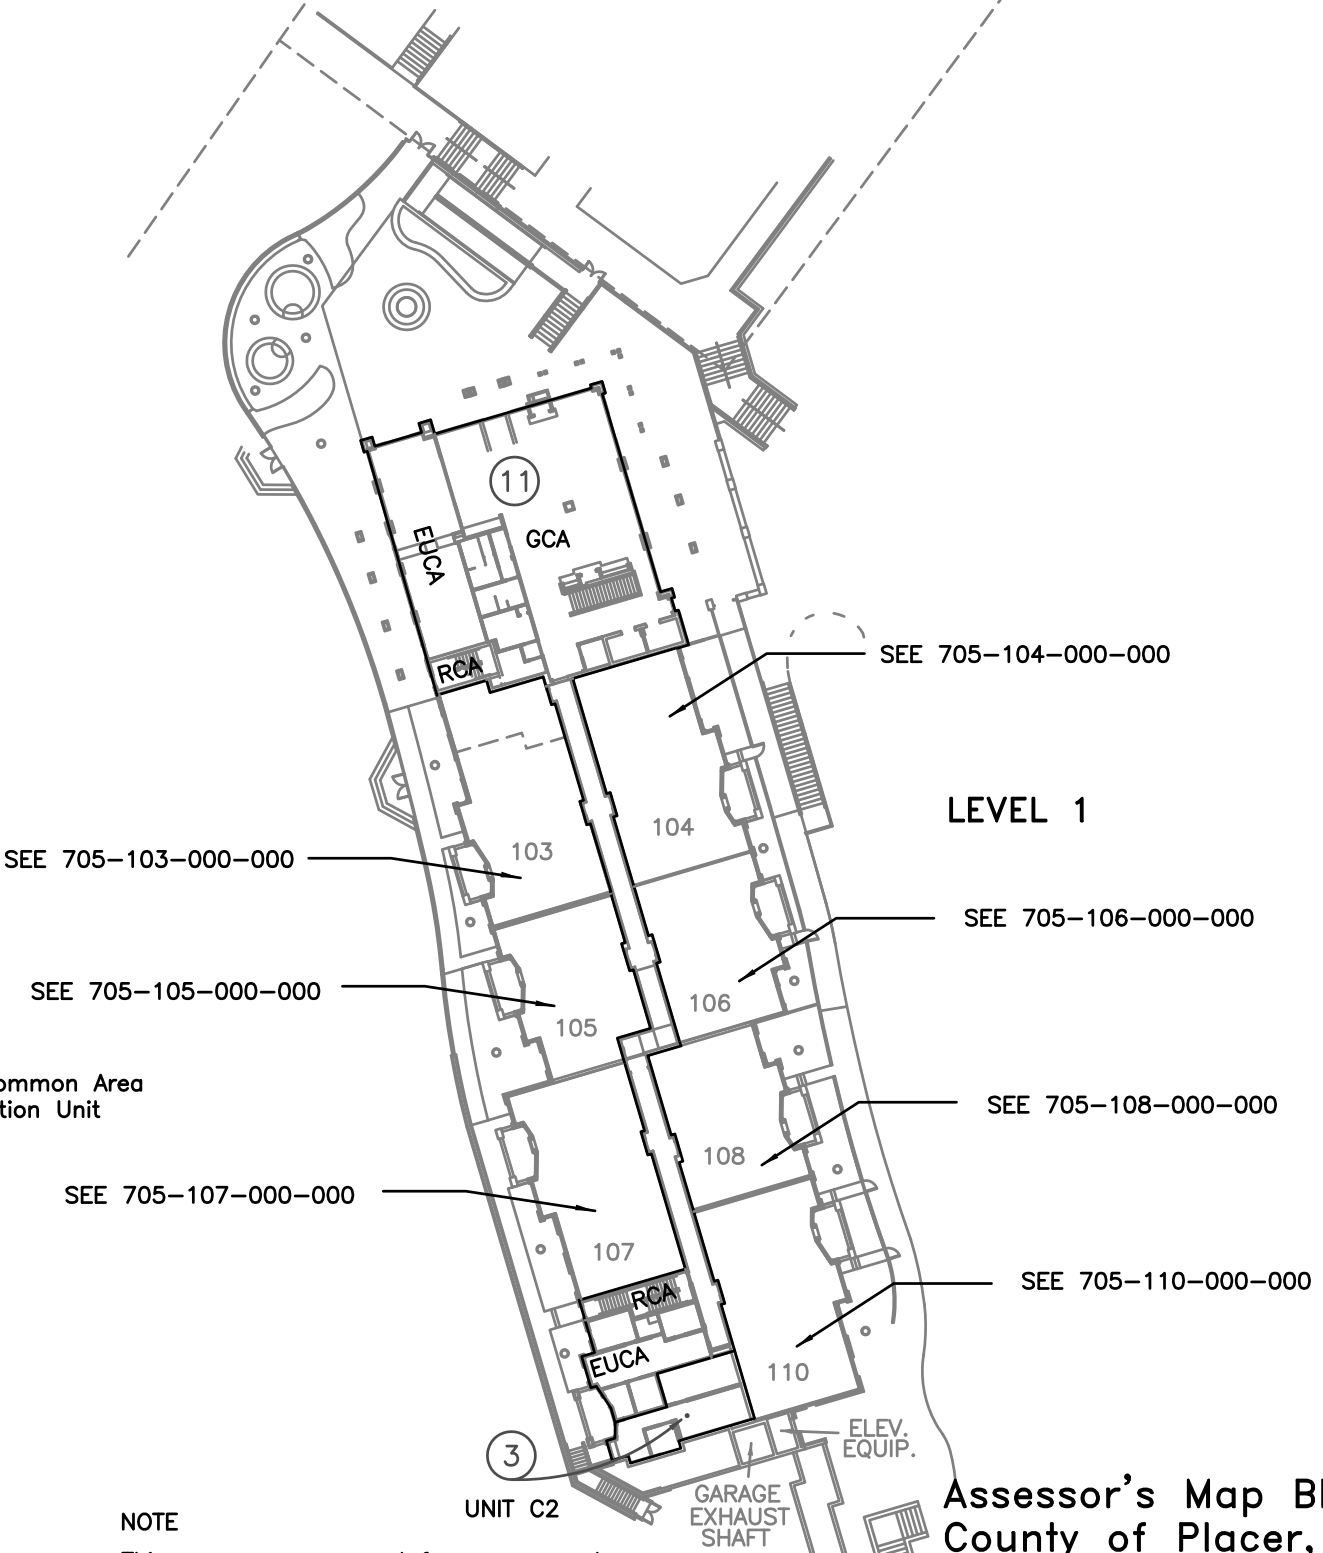 11
EUCA
GCA
RCA
SEE 705-104-000-000
LEVEL 1
104
103
SEE 705-103-000-000
SEE 705-106-000-000
SEE 705-105-000-000
106
105
ommon Area
tion Unit
SEE 705-108-000-000
108
SEE 705-107-000-000
107
SEE 705-110-000-000
RCA
EUCA
110
3
UNIT C2
ELEV.
EQUIP.
GARAGE
EXHAUST
SHAFT
Assessor's Map
County of Placer,
NOTE